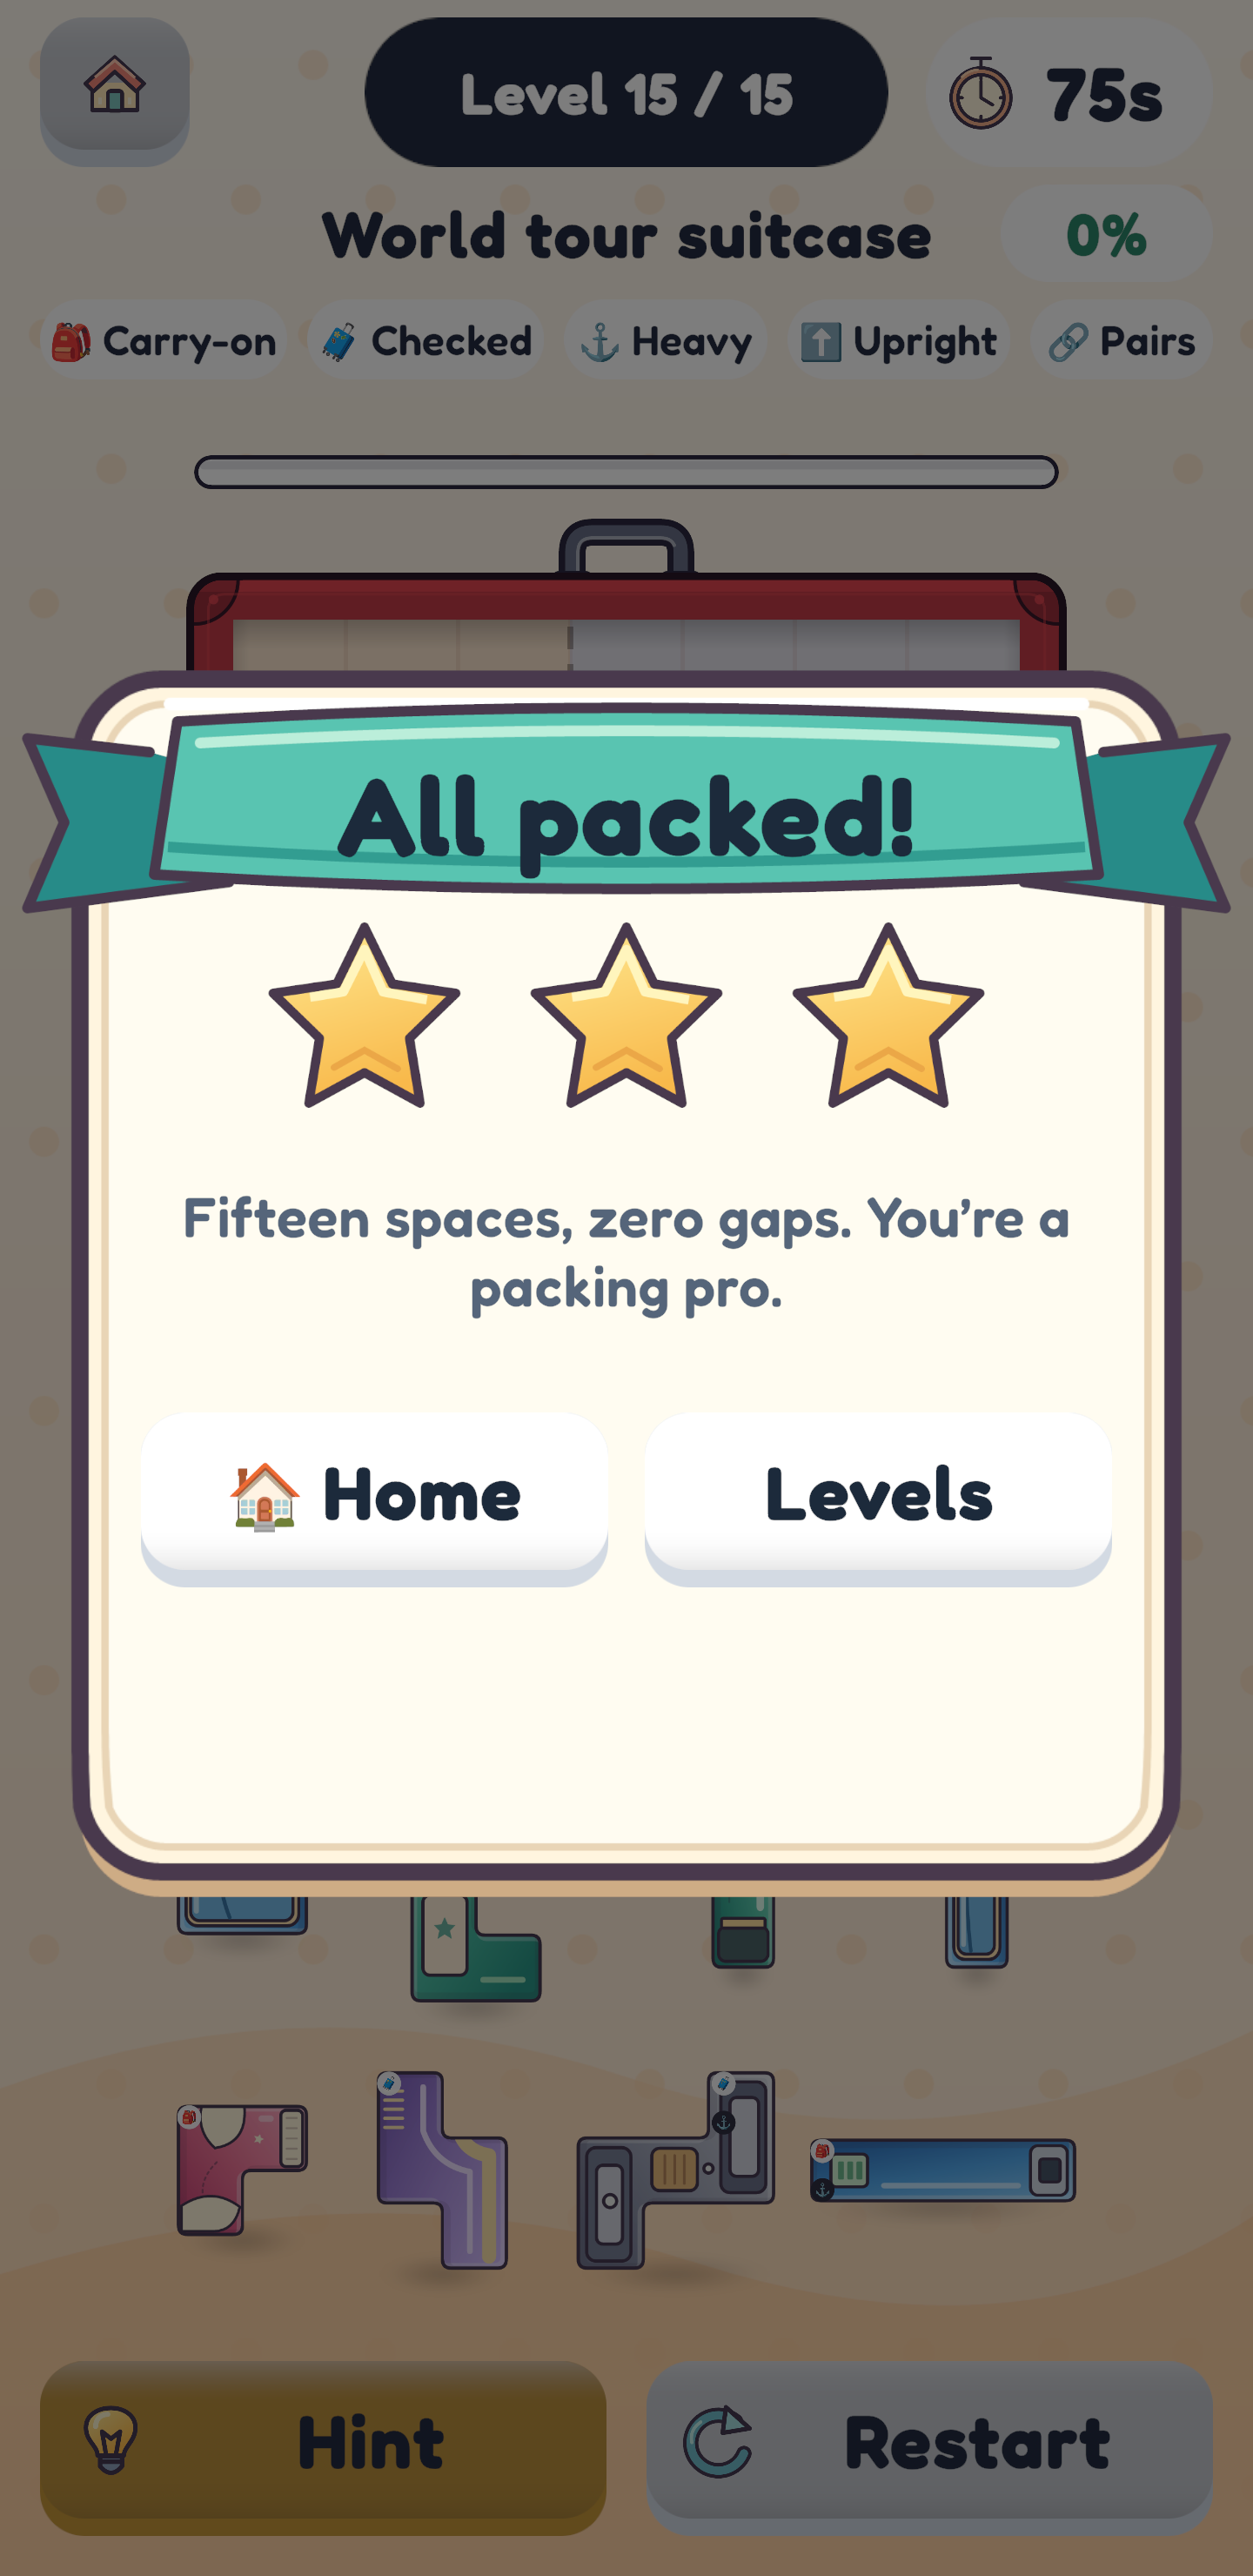 Level 15 / 15
75s
World tour suitcase
0%
Carry-on
Checked
Heavy
Upright
Pairs
All packed!
Fifteen spaces, zero gaps. You’re a
packing pro.
Home
Levels
Hint
Restart